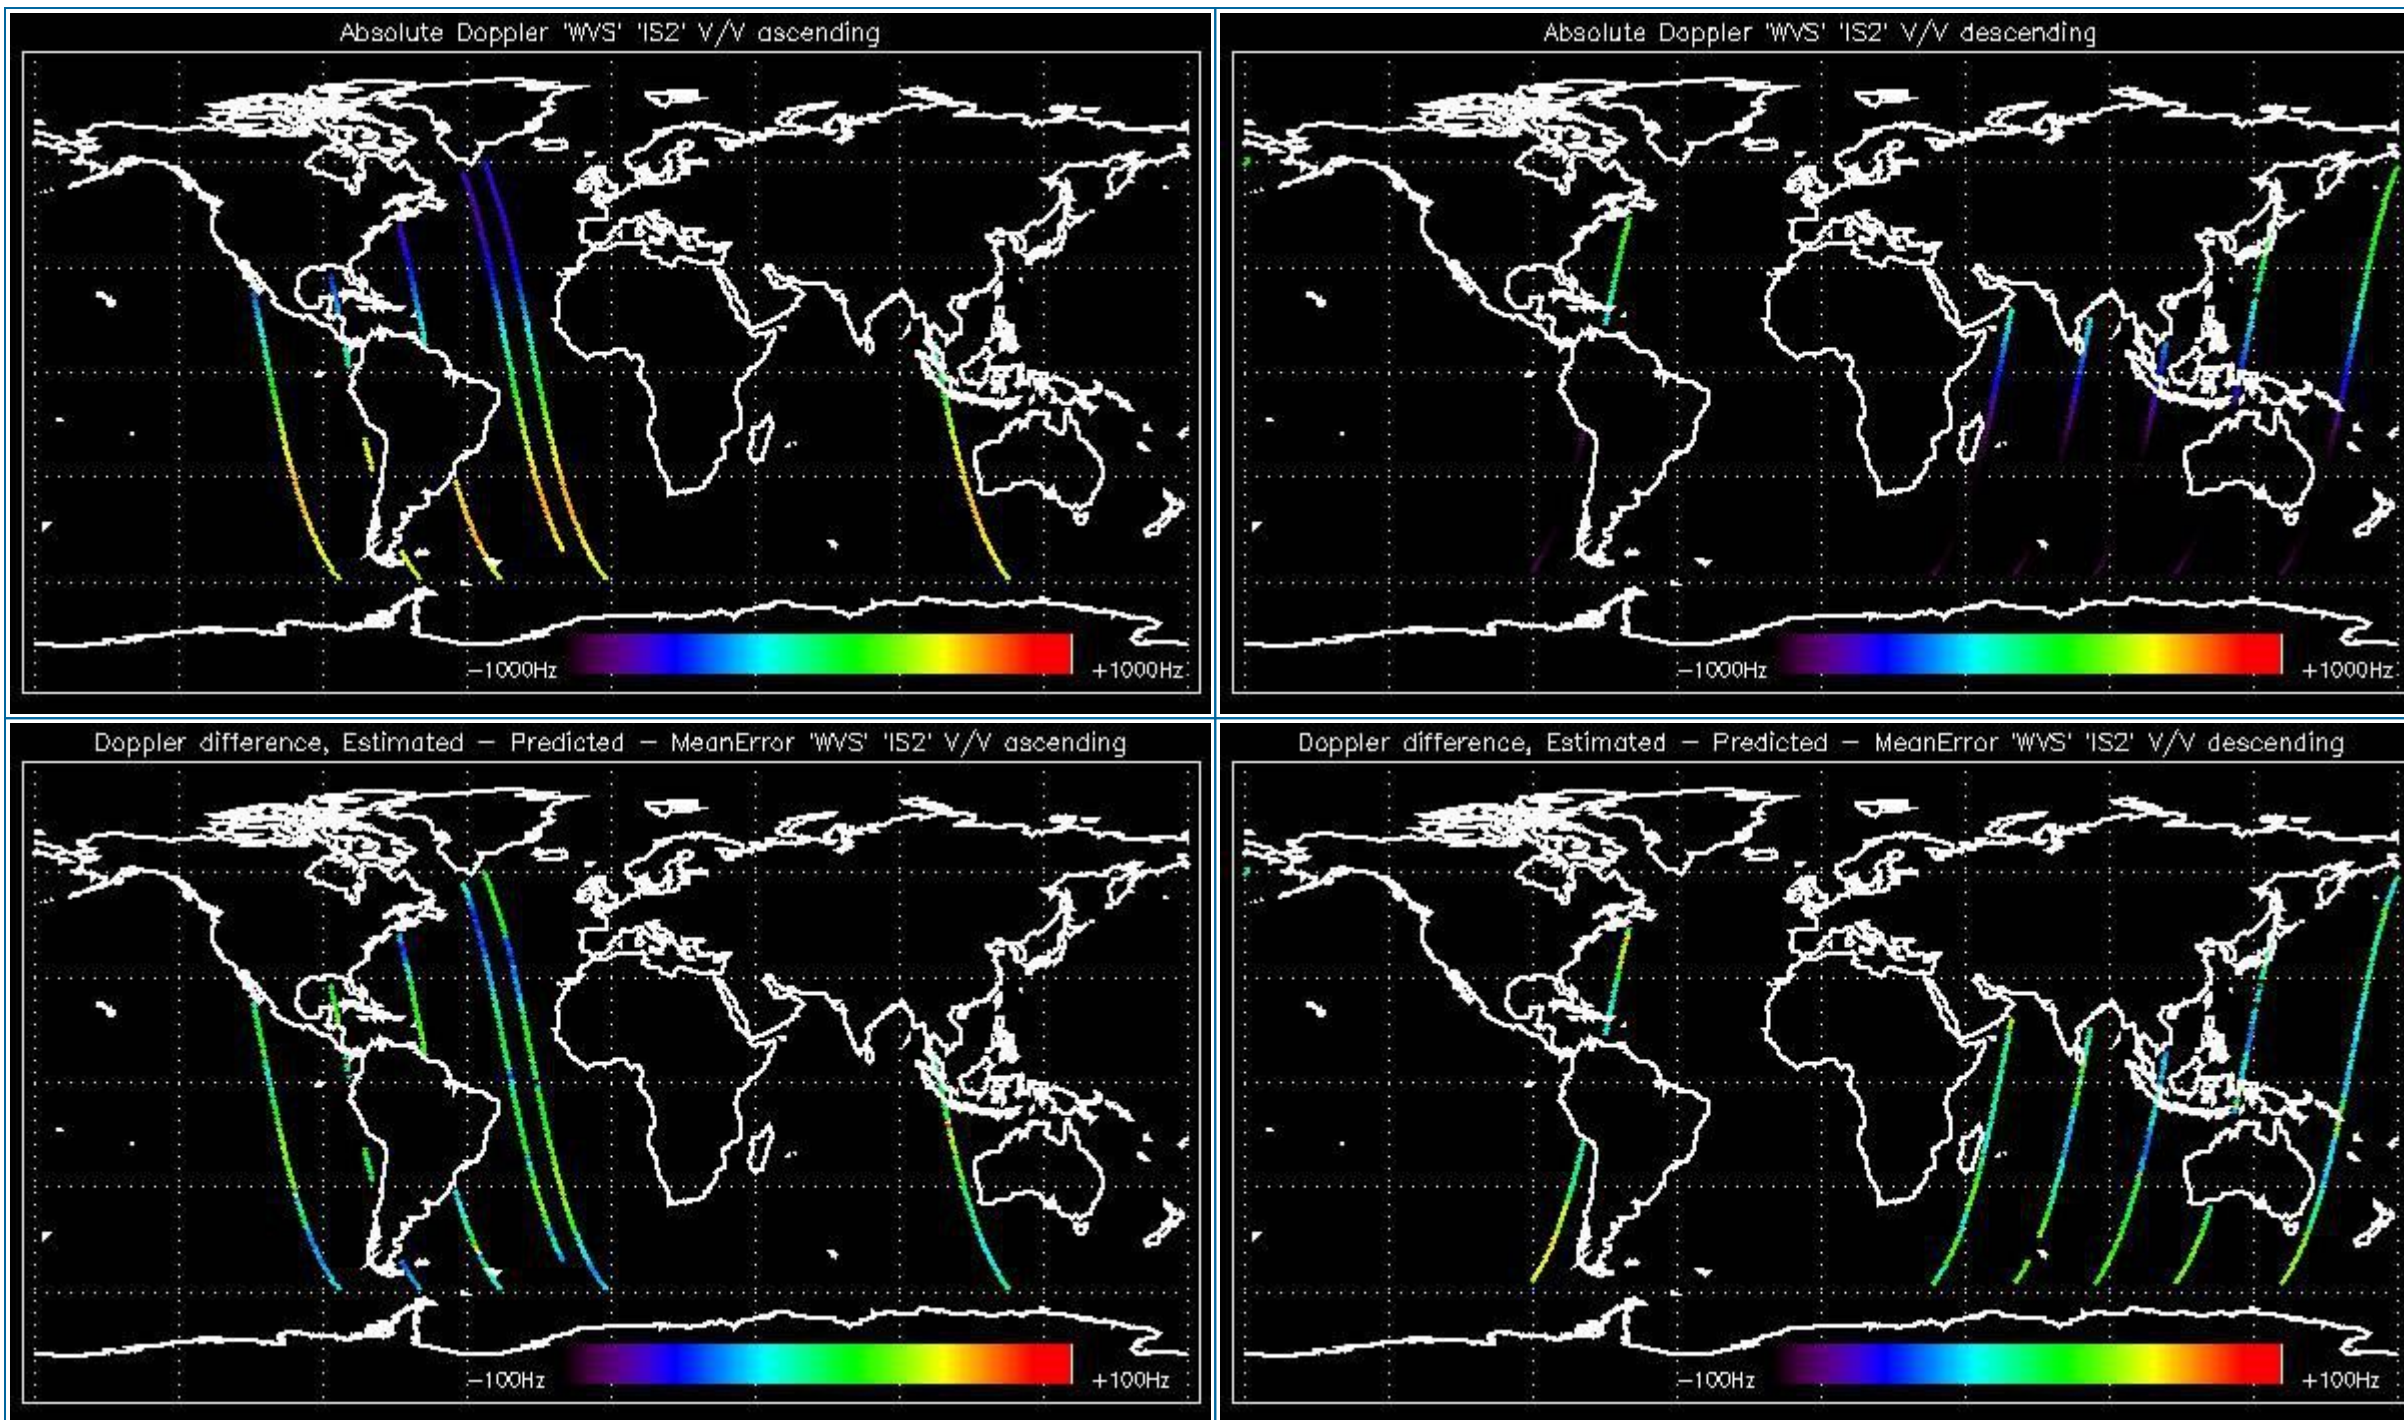 Absolute Doppler 'WVS' 'IS2' V/V ascending
-1000Hz
+1000Hz
Absolute Doppler 'WVS' 'IS2' V/V descending
-1000Hz
+1000Hz
Doppler difference, Estimated - Predicted - MeanError 'WVS' 'IS2' V/V ascending
-100Hz
+100Hz
Doppler difference, Estimated - Predicted - MeanError 'WVS' 'IS2' V/V descending
-100Hz
+100Hz